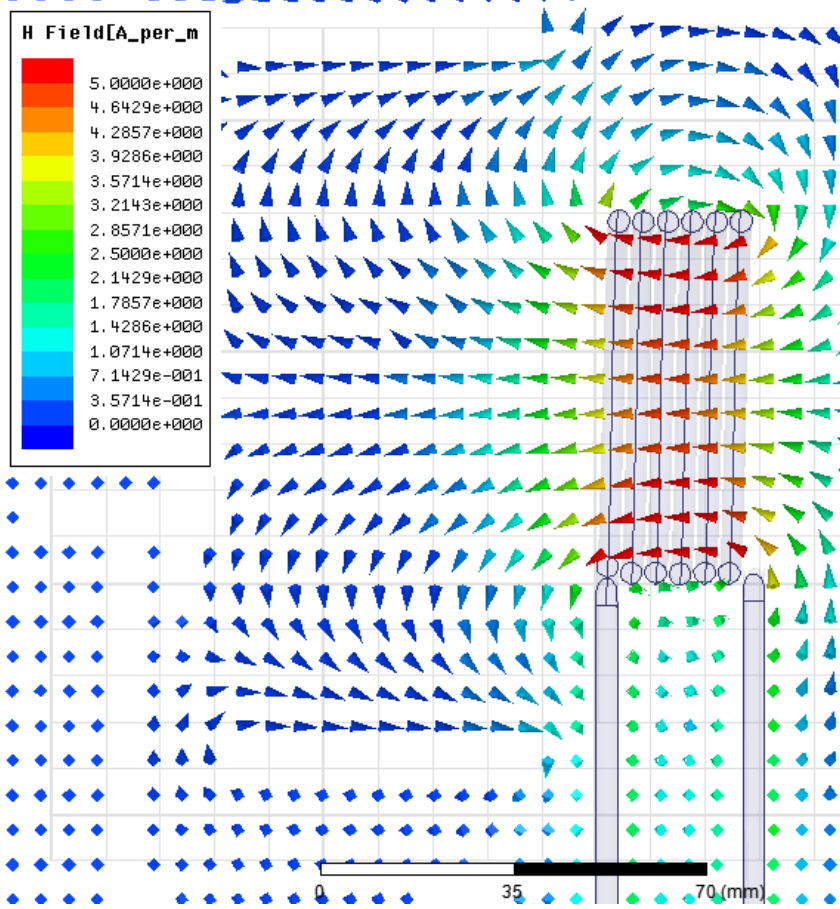 H Field[A_per_m
5.0000e+000
4.6429e+000
4.2857e+000
3.9286e+000
3.5714e+000
3.2143e+000
2.8571e+000
2.5000e+000
2.1429e+000
1.7857e+000
1.4286e+000
1.0714e+000
7.1429e-001
3.5714e-001
0.0000e+000
0 35 70 (mm)